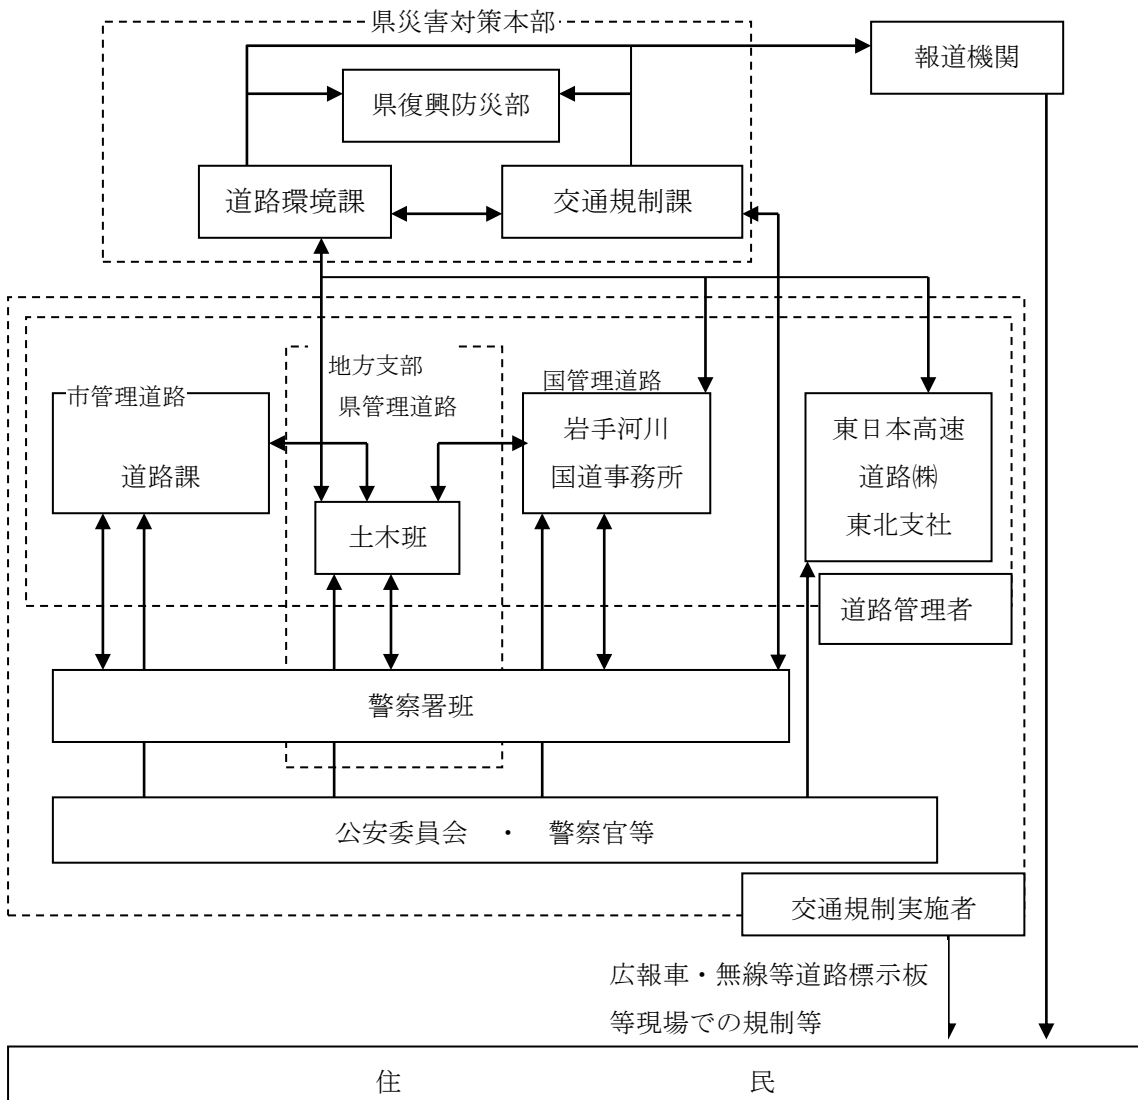 県災害対策本部
報道機関
県復興防災部
道路環境課
交通規制課
地方支部
県管理道路
市管理道路
道路課
国管理道路
岩手河川
国道事務所
東日本高速
道路㈱
東北支社
土木班
道路管理者
警察署班
公安委員会 ・ 警察官等
交通規制実施者
広報車・無線等道路標示板
等現場での規制等
住 民